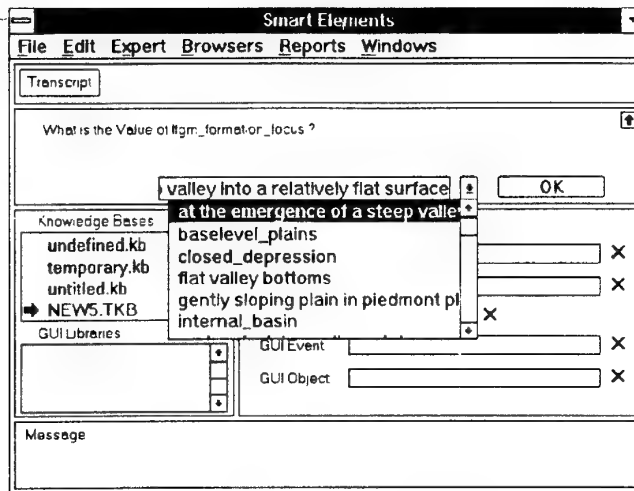 Smart Elements
File Edit Expert Browsers Reports Windows
Transcript
What is the Value of lfgm_formation_locus ?
valley into a relatively flat surface
OK
at the emergence of a steep valle
baselevel_plains
closed_depression
flat valley bottoms
gently sloping plain in piedmont pl
internal_basin
Knowledge Bases
undefined.kb
temporary.kb
untitled.kb
NEW5.TKB
GUI Libraries
GUI Event
GUI Object
Message